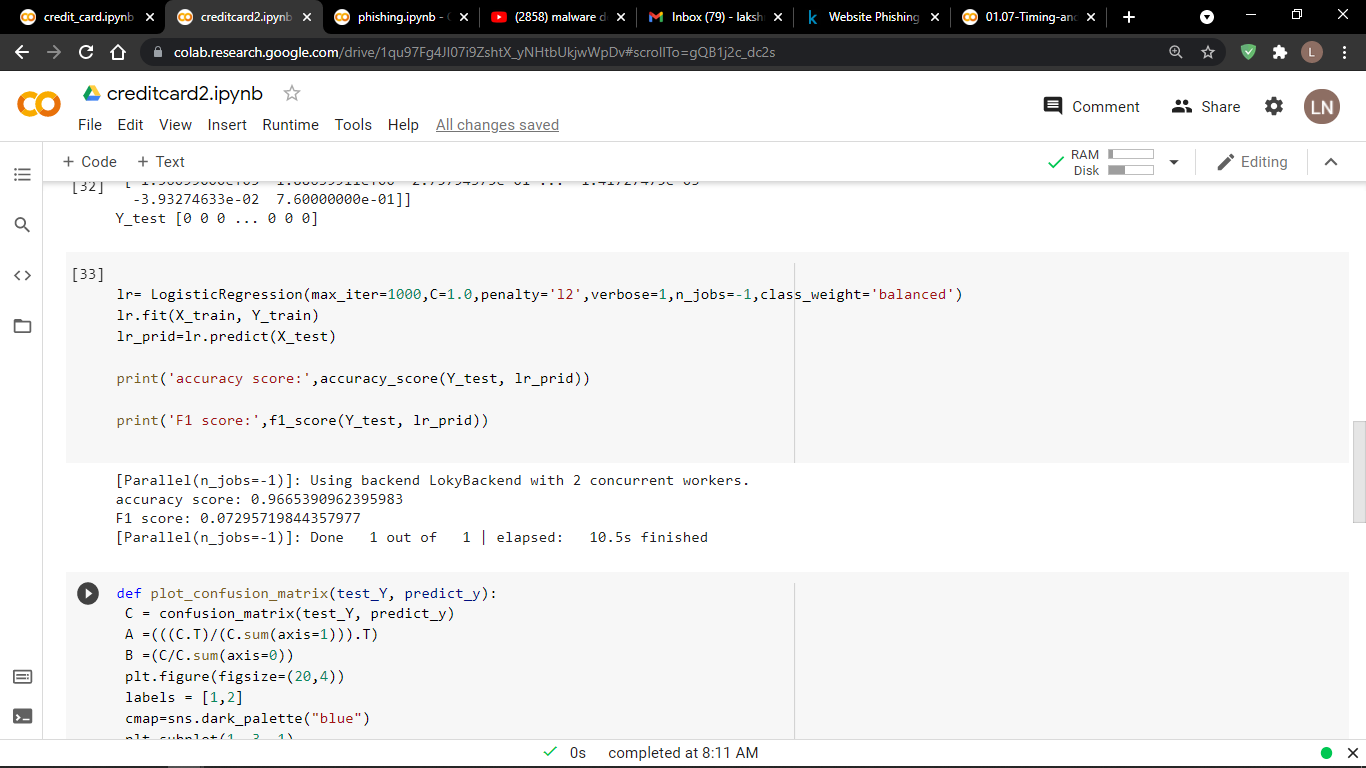 credit_card.ipynb
creditcard2.ipynb
phishing.ipynb -
(2858) malware d
Inbox (79) - laksh
Website Phishing
01.07-Timing-and
colab.research.google.com/drive/1qu97Fg4Jl07i9ZshtX_yNHtbUkjwWpDv#scrollTo=gQB1j2c_dc2s
L
creditcard2.ipynb
Comment
Share
LN
File Edit View Insert Runtime Tools Help All changes saved
+ Code + Text
RAM
Disk
Editing
[32]
-3.93274633e-02 7.60000000e-01]]
Y_test [0 0 0 ... 0 0 0]
[33]
lr= LogisticRegression(max_iter=1000,C=1.0,penalty='l2',verbose=1,n_jobs=-1,class_weight='balanced')
lr.fit(X_train, Y_train)
lr_prid=lr.predict(X_test)
print('accuracy score:',accuracy_score(Y_test, lr_prid))
print('F1 score:',f1_score(Y_test, lr_prid))
[Parallel(n_jobs=-1)]: Using backend LokyBackend with 2 concurrent workers.
accuracy score: 0.9665390962395983
F1 score: 0.07295719844357977
[Parallel(n_jobs=-1)]: Done 1 out of 1 | elapsed: 10.5s finished
def plot_confusion_matrix(test_Y, predict_y):
C = confusion_matrix(test_Y, predict_y)
A =(((C.T)/(C.sum(axis=1))).T)
B =(C/C.sum(axis=0))
plt.figure(figsize=(20,4))
labels = [1,2]
cmap=sns.dark_palette("blue")
plt.subplot(1, 3, 1)
0s completed at 8:11 AM